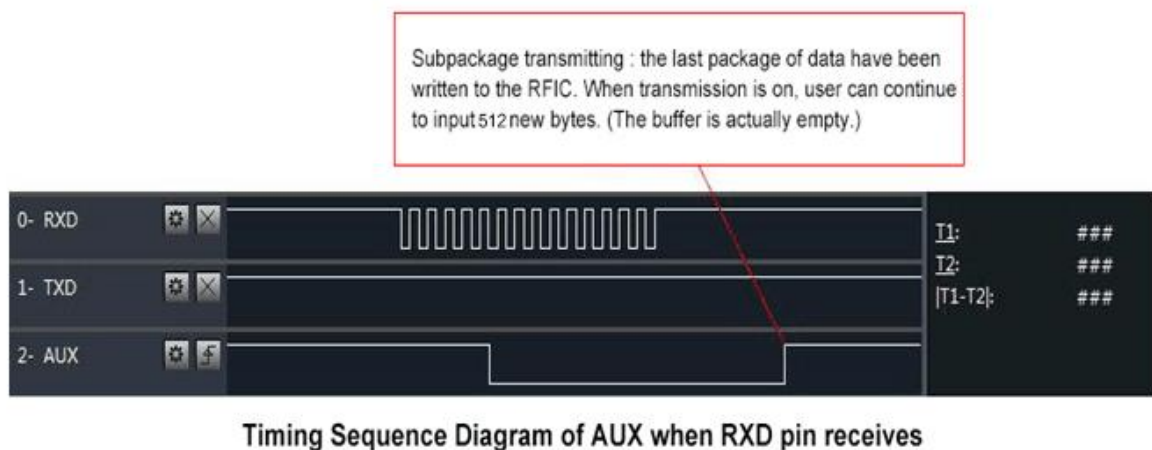 Subpackage transmitting : the last package of data have been
written to the RFIC. When transmission is on, user can continue
to input 512 new bytes. (The buffer is actually empty.)
0- RXD
1- TXD
2- AUX
T1: ###
T2: ###
|T1-T2|: ###
Timing Sequence Diagram of AUX when RXD pin receives